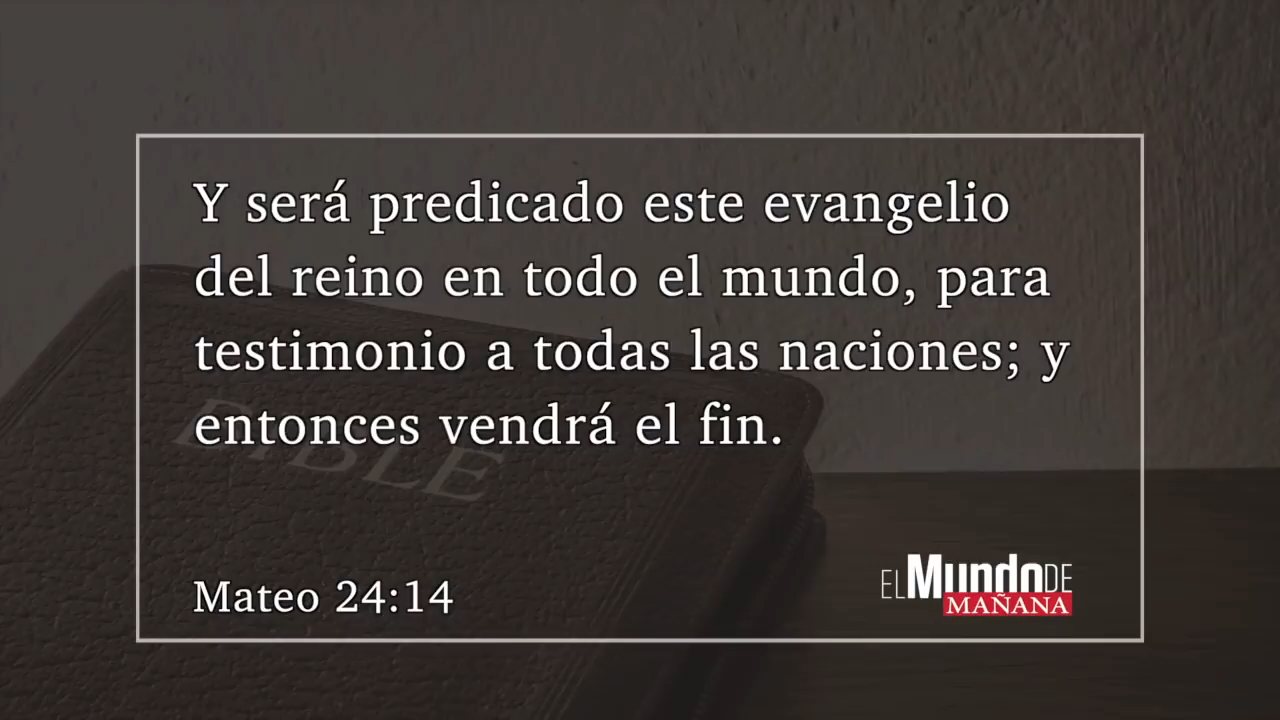 Y será predicado este evangelio
del reino en todo el mundo, para
testimonio a todas las naciones; y
entonces vendrá el fin.
BIBLE
Mateo 24:14
EL Mundo DE
MAÑANA